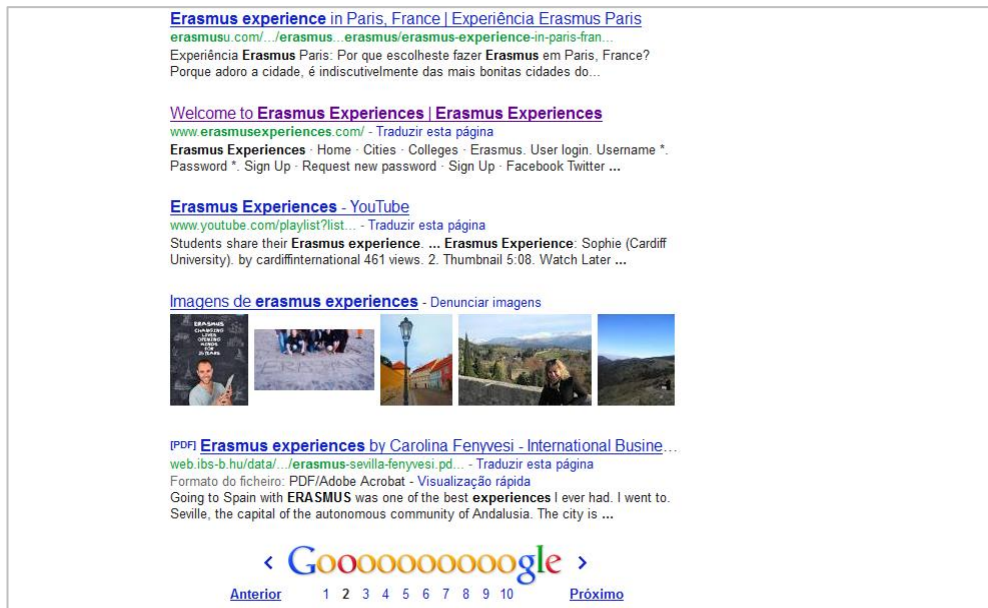 Erasmus experience in Paris, France | Experiência Erasmus Paris
erasmusu.com/.../erasmus...erasmus/erasmus-experience-in-paris-fran...
Experiência Erasmus Paris: Por que escolheste fazer Erasmus em Paris, France?
Porque adoro a cidade, é indiscutivelmente das mais bonitas cidades do...
Welcome to Erasmus Experiences | Erasmus Experiences
www.erasmusexperiences.com/ - Traduzir esta página
Erasmus Experiences · Home · Cities · Colleges · Erasmus. User login. Username *.
Password *. Sign Up · Request new password · Sign Up · Facebook Twitter ...
Erasmus Experiences - YouTube
www.youtube.com/playlist?list... - Traduzir esta página
Students share their Erasmus experience. ... Erasmus Experience: Sophie (Cardiff
University). by cardiffinternational 461 views. 2. Thumbnail 5:08. Watch Later ...
Imagens de erasmus experiences - Denunciar imagens
ERASMUS
CHANGING
LIVES
OPENING
MINDS
FOR
25 YEARS
ERASMUS
[PDF] Erasmus experiences by Carolina Fenyvesi - International Busine...
web.ibs-b.hu/data/.../erasmus-sevilla-fenyvesi.pd... - Traduzir esta página
Formato do ficheiro: PDF/Adobe Acrobat - Visualização rápida
Going to Spain with ERASMUS was one of the best experiences I ever had. I went to.
Seville, the capital of the autonomous community of Andalusia. The city is ...
< Goooooooooogle >
Anterior 1 2 3 4 5 6 7 8 9 10 Próximo